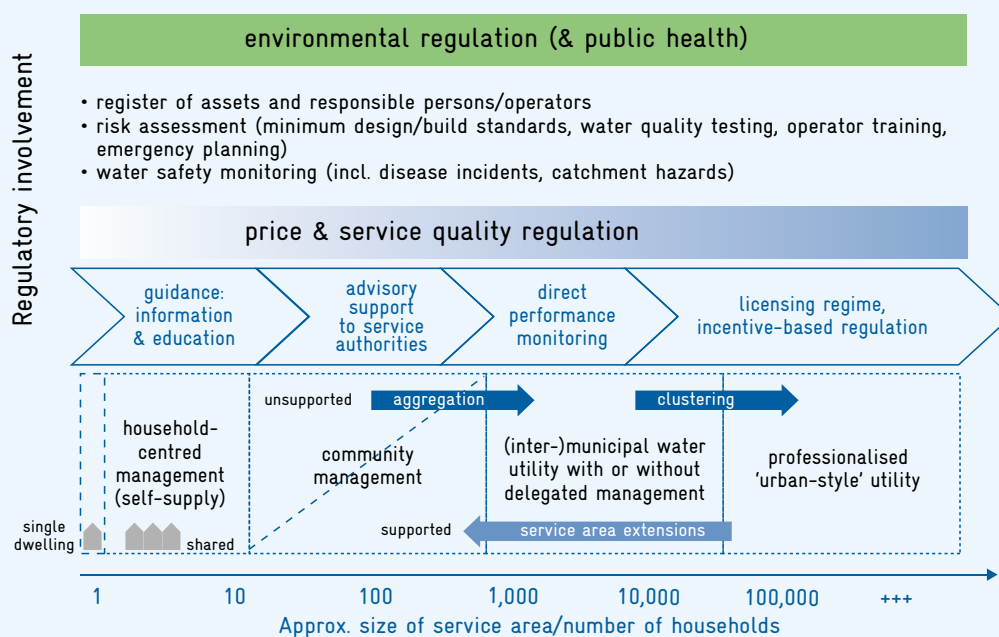 Regulatory involvement
environmental regulation (& public health)
• register of assets and responsible persons/operators
• risk assessment (minimum design/build standards, water quality testing, operator training,
emergency planning)
• water safety monitoring (incl. disease incidents, catchment hazards)
price & service quality regulation
guidance:
information
& education
advisory
support
to service
authorities
direct
performance
monitoring
licensing regime,
incentive-based regulation
unsupported
aggregation
clustering
household-
centred
management
(self-supply)
community
management
(inter-)municipal water
utility with or without
delegated management
professionalised
‘urban-style’ utility
single
dwelling
shared
supported
service area extensions
1 10 100 1,000 10,000 100,000 +++
Approx. size of service area/number of households